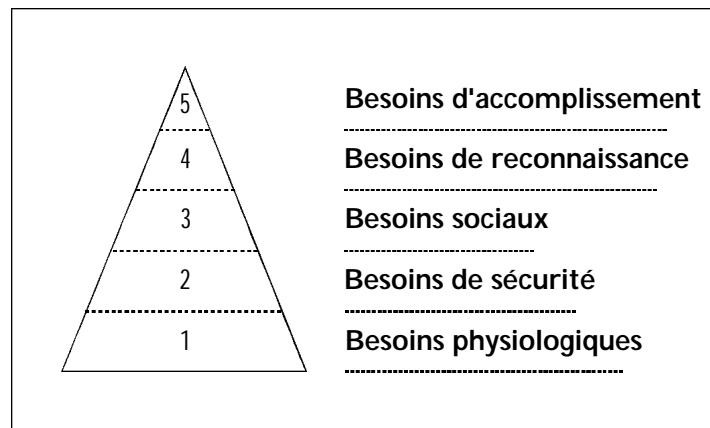 5 Besoins d'accomplissement
4 Besoins de reconnaissance
3 Besoins sociaux
2 Besoins de sécurité
1 Besoins physiologiques